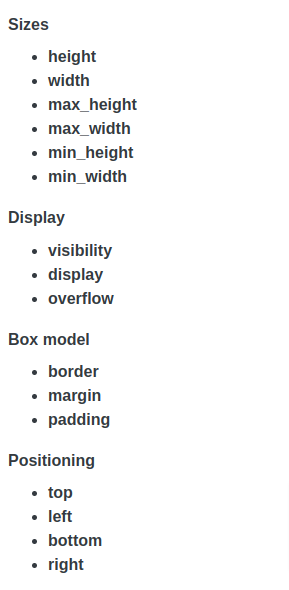 Sizes
height
width
max_height
max_width
min_height
min_width
Display
visibility
display
overflow
Box model
border
margin
padding
Positioning
top
left
bottom
right